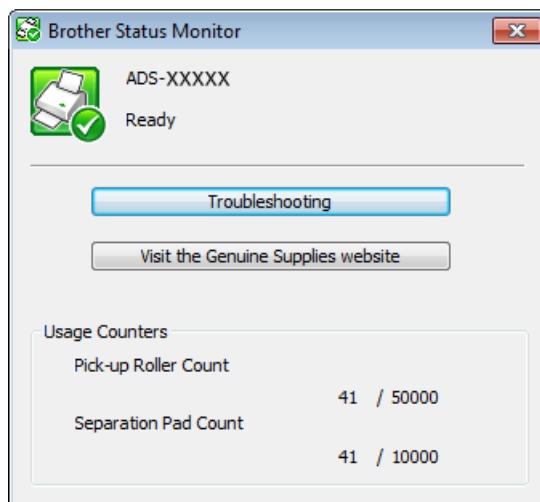 Brother Status Monitor
ADS-XXXXX
Ready
Troubleshooting
Visit the Genuine Supplies website
Usage Counters
Pick-up Roller Count
41 / 50000
Separation Pad Count
41 / 10000